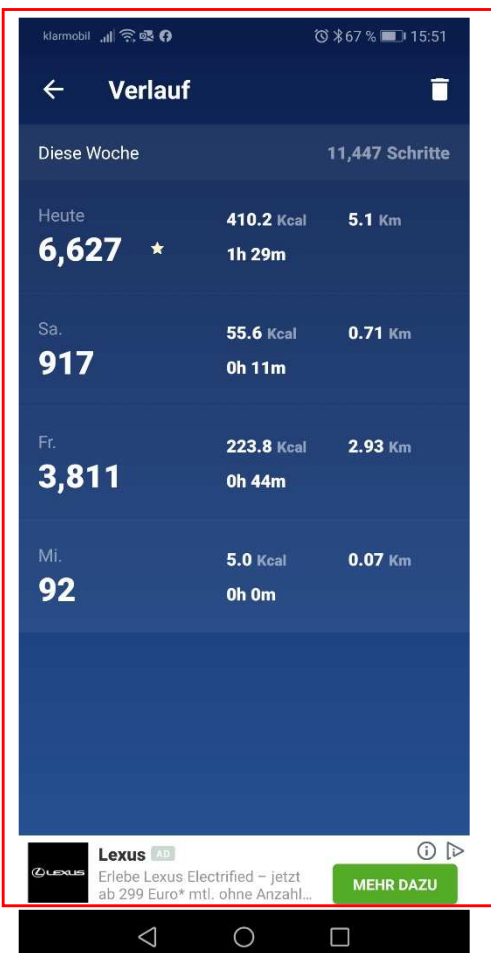 klarmobil 67 % 15:51
Verlauf
Diese Woche 11,447 Schritte
Heute 410.2 Kcal 5.1 Km
6,627 1h 29m
Sa. 55.6 Kcal 0.71 Km
917 0h 11m
Fr. 223.8 Kcal 2.93 Km
3,811 0h 44m
Mi. 5.0 Kcal 0.07 Km
92 0h 0m
Lexus AD
LEXUS
Erlebe Lexus Electrified – jetzt
ab 299 Euro* mtl. ohne Anzahl...
MEHR DAZU